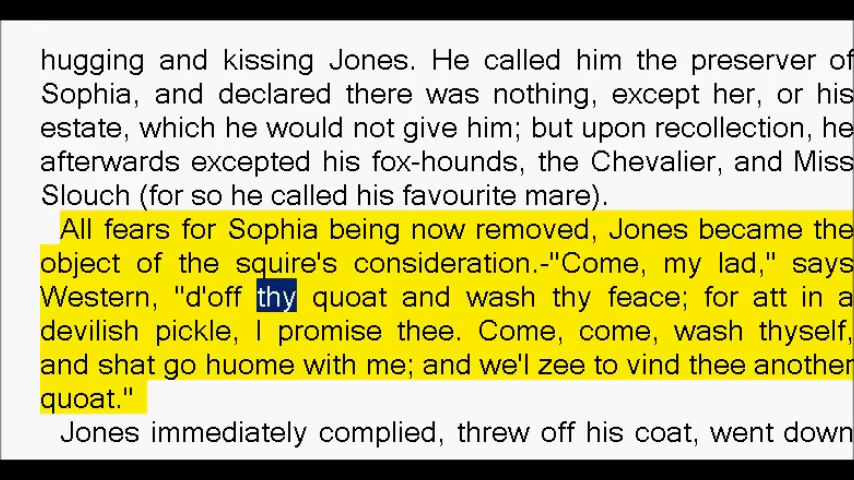 hugging and kissing Jones. He called him the preserver of
Sophia, and declared there was nothing, except her, or his
estate, which he would not give him; but upon recollection, he
afterwards excepted his fox-hounds, the Chevalier, and Miss
Slouch (for so he called his favourite mare).
All fears for Sophia being now removed, Jones became the
object of the squire's consideration.-"Come, my lad," says
Western, "d'off thy quoat and wash thy feace; for att in a
devilish pickle, I promise thee. Come, come, wash thyself,
and shat go huome with me; and we'l zee to vind thee another
quoat."
Jones immediately complied, threw off his coat, went down